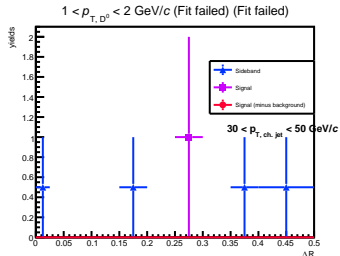 1 < p_{T, D^0} < 2 GeV/c (Fit failed) (Fit failed)
yields
2
1.8
1.6
1.4
1.2
1
0.8
0.6
0.4
0.2
0
Sideband
Signal
Signal (minus background)
30 < p_{T, ch. jet} < 50 GeV/c
0 0.05 0.1 0.15 0.2 0.25 0.3 0.35 0.4 0.45 0.5
ΔR